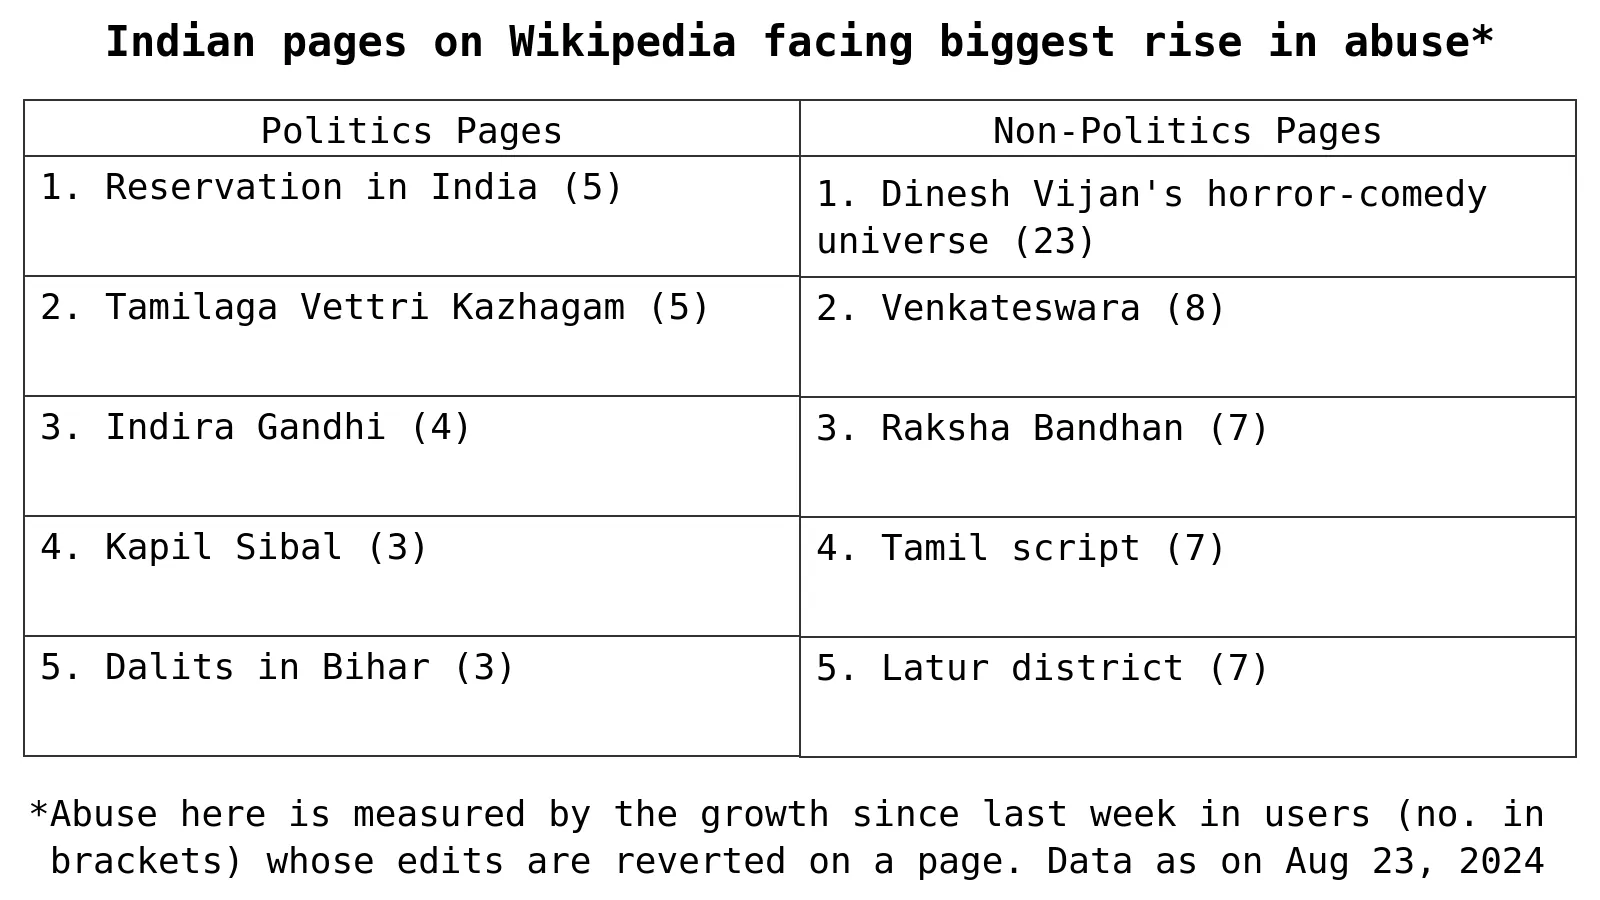 Indian pages on Wikipedia facing biggest rise in abuse*
Politics Pages
Non-Politics Pages
1. Reservation in India (5)
1. Dinesh Vijan's horror-comedy
universe (23)
2. Tamilaga Vettri Kazhagam (5)
2. Venkateswara (8)
3. Indira Gandhi (4)
3. Raksha Bandhan (7)
4. Kapil Sibal (3)
4. Tamil script (7)
5. Dalits in Bihar (3)
5. Latur district (7)
*Abuse here is measured by the growth since last week in users (no. in
brackets) whose edits are reverted on a page. Data as on Aug 23, 2024